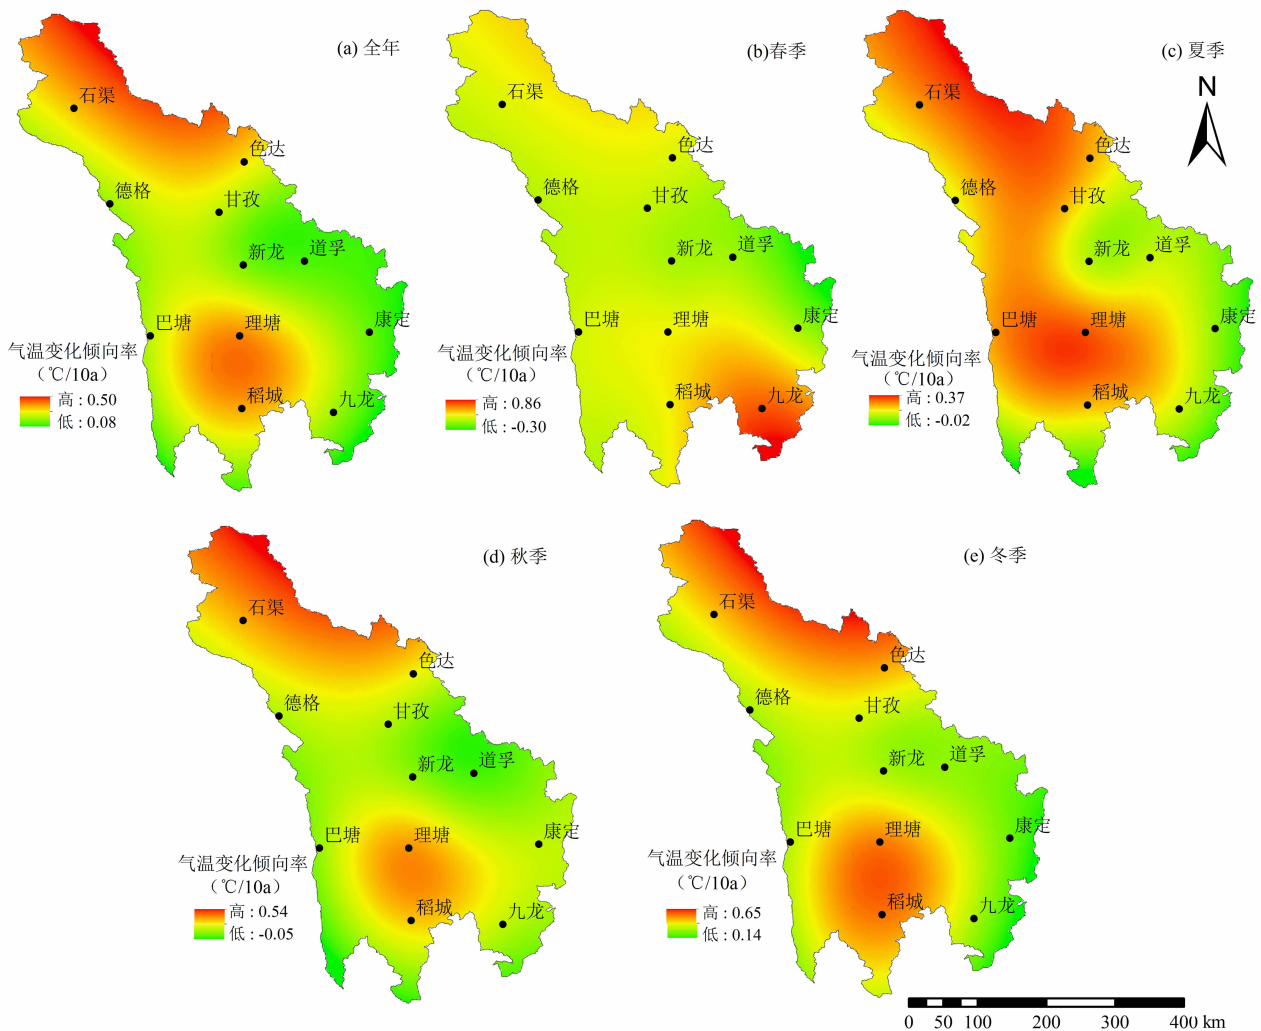 (a) 全年
石渠
色达
德格
甘孜
新龙
道孚
巴塘
理塘
康定
稻城
九龙
气温变化倾向率
（℃/10a）
高 : 0.50
低 : 0.08
(b)春季
石渠
色达
德格
甘孜
新龙
道孚
巴塘
理塘
康定
稻城
九龙
气温变化倾向率
（℃/10a）
高 : 0.86
低 : -0.30
(c) 夏季
N
石渠
色达
德格
甘孜
新龙
道孚
巴塘
理塘
康定
稻城
九龙
气温变化倾向率
（℃/10a）
高 : 0.37
低 : -0.02
(d) 秋季
石渠
色达
德格
甘孜
新龙
道孚
巴塘
理塘
康定
稻城
九龙
气温变化倾向率
（℃/10a）
高 : 0.54
低 : -0.05
(e) 冬季
石渠
色达
德格
甘孜
新龙
道孚
巴塘
理塘
康定
稻城
九龙
气温变化倾向率
（℃/10a）
高 : 0.65
低 : 0.14
0 50 100 200 300 400 km